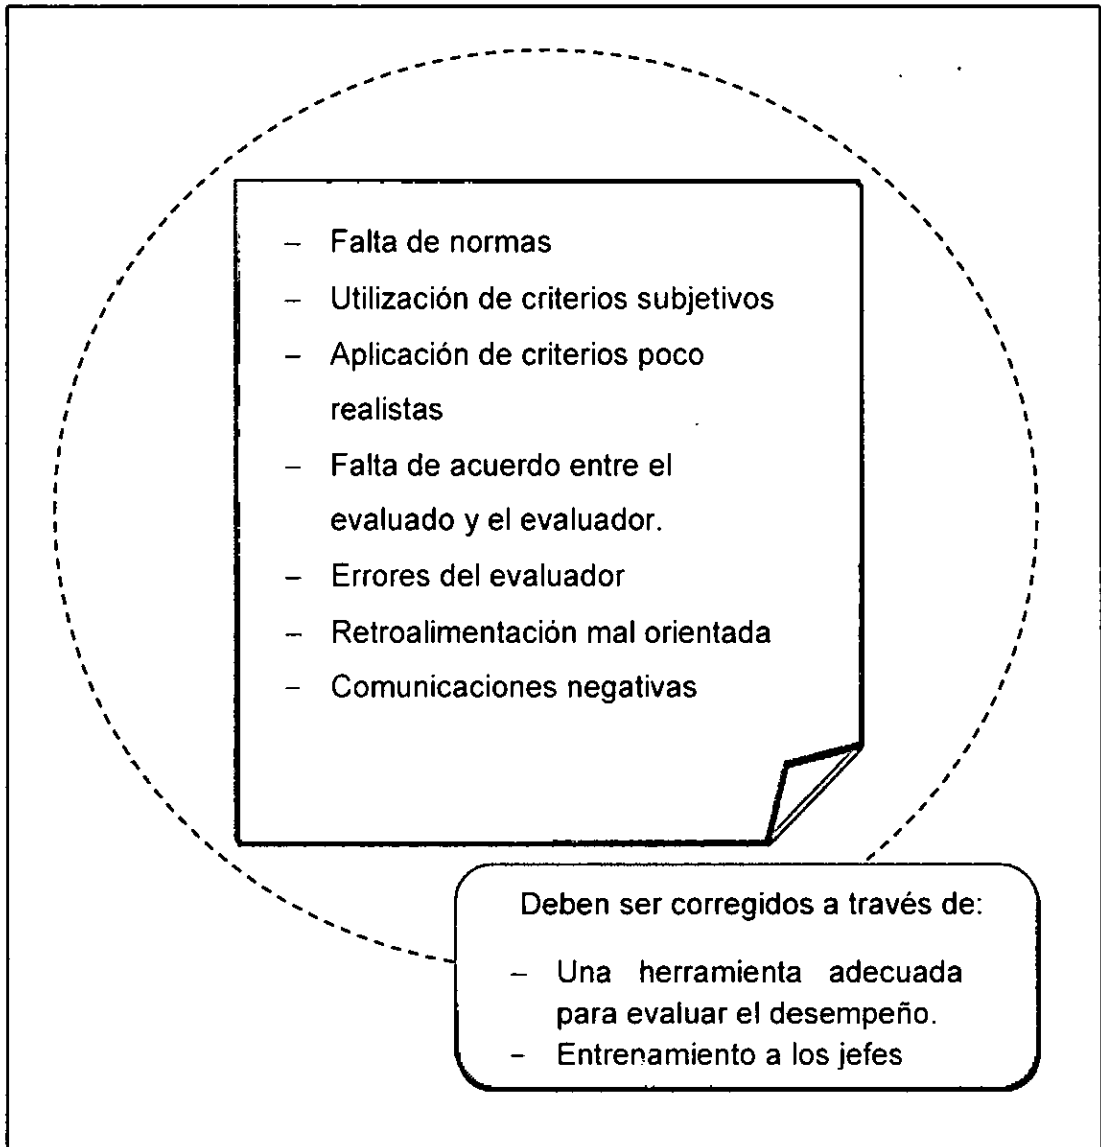 – Falta de normas
– Utilización de criterios subjetivos
– Aplicación de criterios poco
realistas
– Falta de acuerdo entre el
evaluado y el evaluador.
– Errores del evaluador
– Retroalimentación mal orientada
– Comunicaciones negativas
Deben ser corregidos a través de:
– Una herramienta adecuada
para evaluar el desempeño.
– Entrenamiento a los jefes